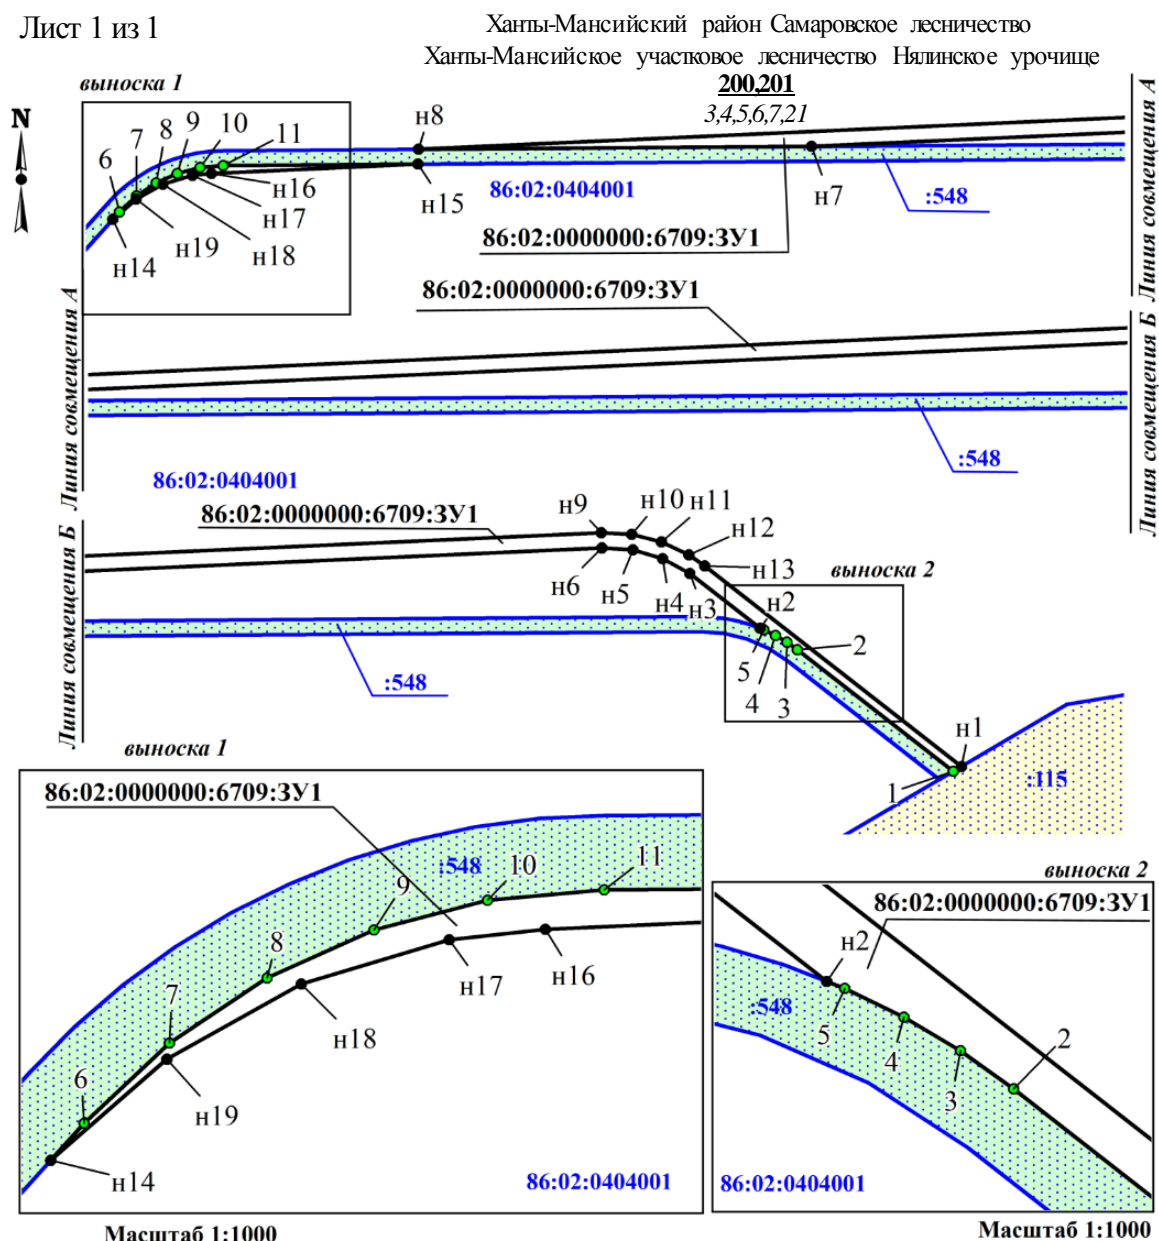 Лист 1 из 1
Ханты-Мансийский район Самаровское лесничество
Ханты-Мансийское участковое лесничество Нялинское урочище
200,201
3,4,5,6,7,21
выноска 1
N
6
7
8
9
10
11
н8
н7
н16
н15
н17
н18
н19
н14
86:02:0404001
:548
86:02:0000000:6709:ЗУ1
Линия совмещения А
86:02:0000000:6709:ЗУ1
Линия совмещения А
Линия совмещения Б
:548
86:02:0404001
86:02:0000000:6709:ЗУ1
Линия совмещения Б
н9
н10
н11
н12
н13
н6
н5
н4
н3
н2
выноска 2
5
4
3
2
:548
н1
1
:115
выноска 1
86:02:0000000:6709:ЗУ1
:548
6
7
8
9
10
11
н16
н17
н18
н19
н14
86:02:0404001
Масштаб 1:1000
выноска 2
86:02:0000000:6709:ЗУ1
н2
:548
5
4
3
2
86:02:0404001
Масштаб 1:1000